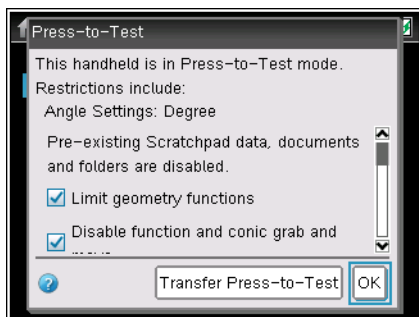 Press-to-Test
This handheld is in Press-to-Test mode.
Restrictions include:
Angle Settings: Degree
Pre-existing Scratchpad data, documents
and folders are disabled.
Limit geometry functions
Disable function and conic grab and
Transfer Press-to-Test
OK